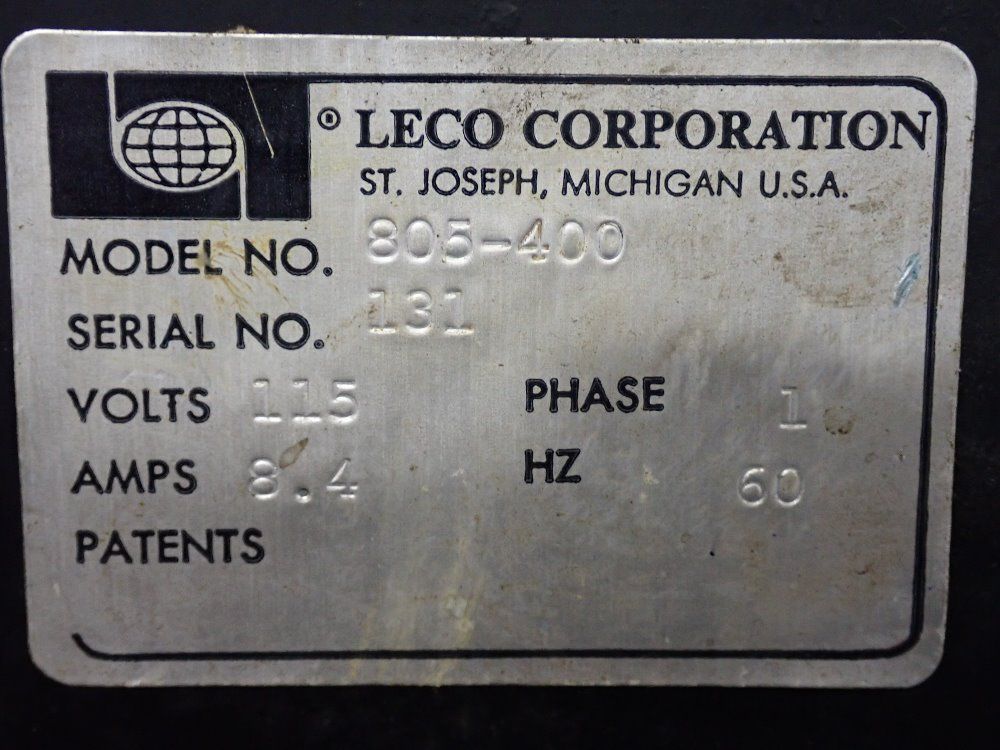 ® LECO CORPORATION
ST. JOSEPH, MICHIGAN U.S.A.
MODEL NO. 805-400
SERIAL NO. 131
VOLTS 115 PHASE 1
AMPS 8.4 HZ 60
PATENTS